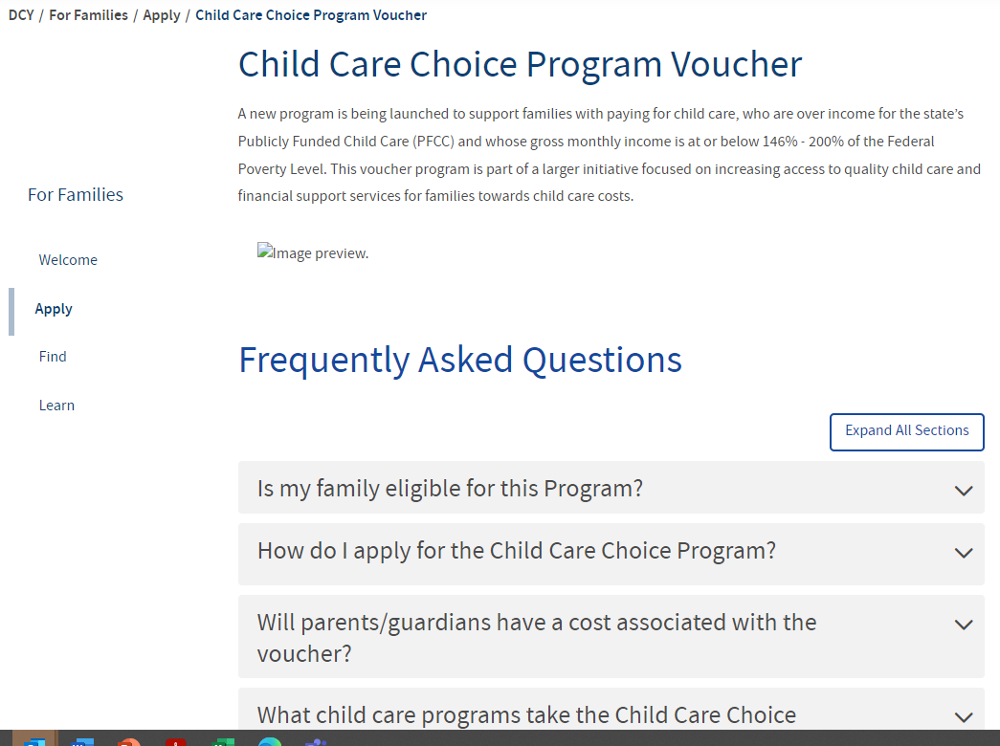 DCY / For Families / Apply / Child Care Choice Program Voucher
Child Care Choice Program Voucher
A new program is being launched to support families with paying for child care, who are over income for the state's
Publicly Funded Child Care (PFCC) and whose gross monthly income is at or below 146% - 200% of the Federal
Poverty Level. This voucher program is part of a larger initiative focused on increasing access to quality child care and
financial support services for families towards child care costs.
For Families
Welcome
Apply
Find
Learn
Image preview.
Frequently Asked Questions
Expand All Sections
Is my family eligible for this Program?
How do I apply for the Child Care Choice Program?
Will parents/guardians have a cost associated with the
voucher?
What child care programs take the Child Care Choice